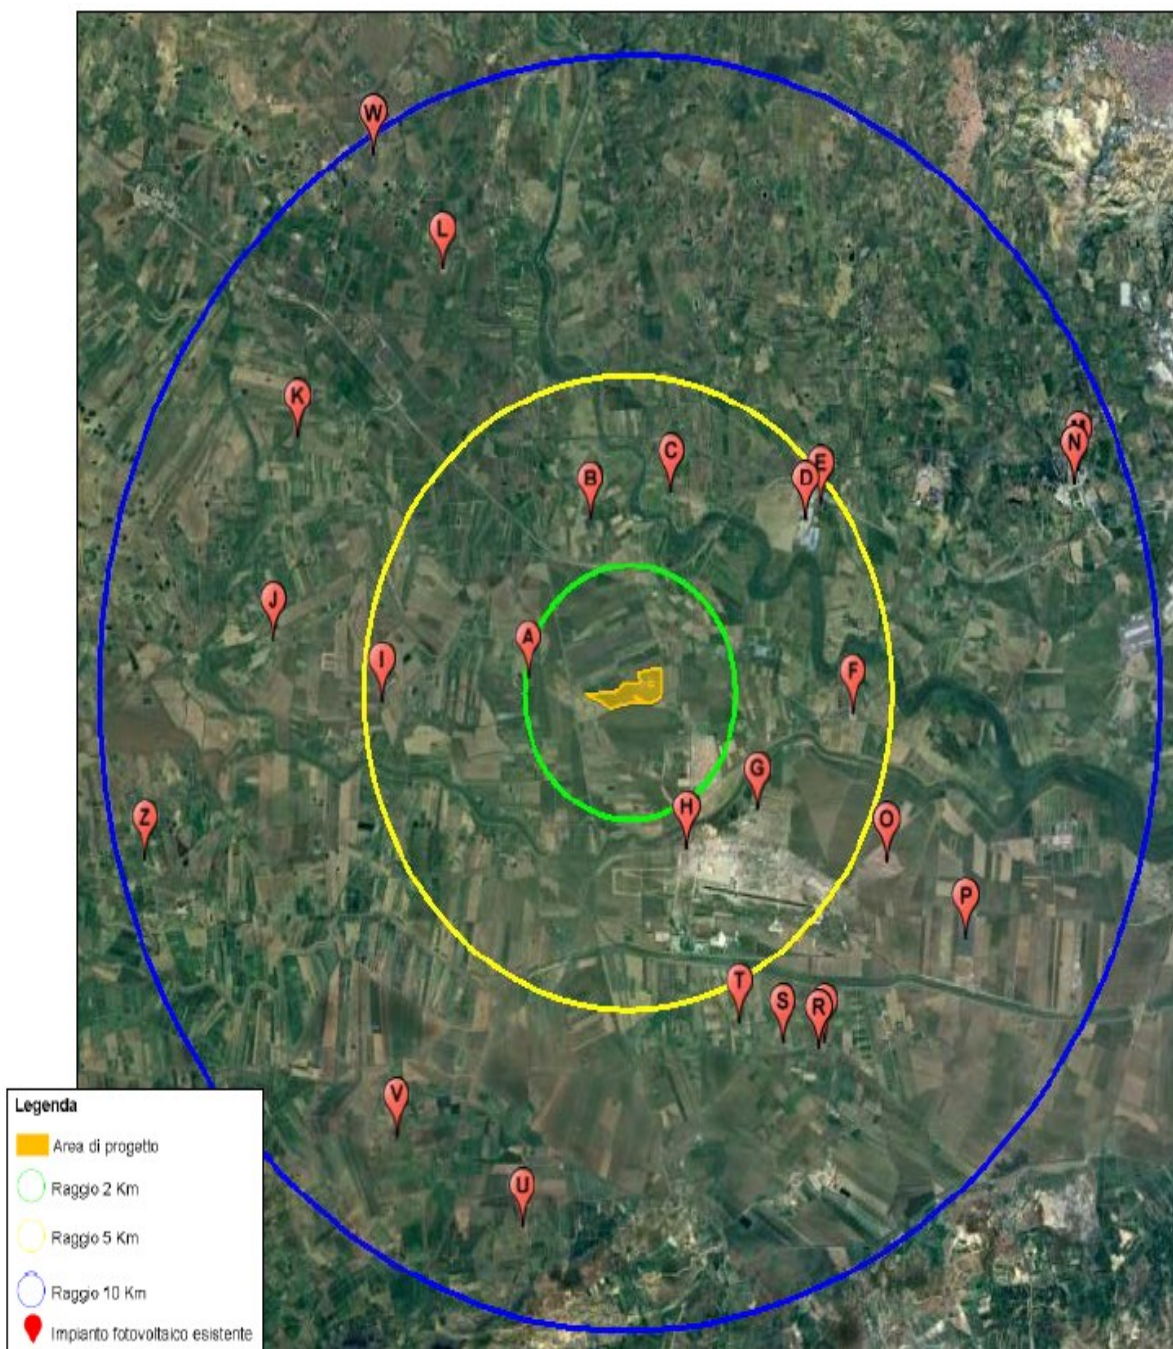 W
L
K
C
B
E
D
M
N
J
A
I
F
G
H
O
Z
P
T
S
R
V
U
Legenda
Area di progetto
Raggio 2 Km
Raggio 5 Km
Raggio 10 Km
Impianto fotovoltaico esistente